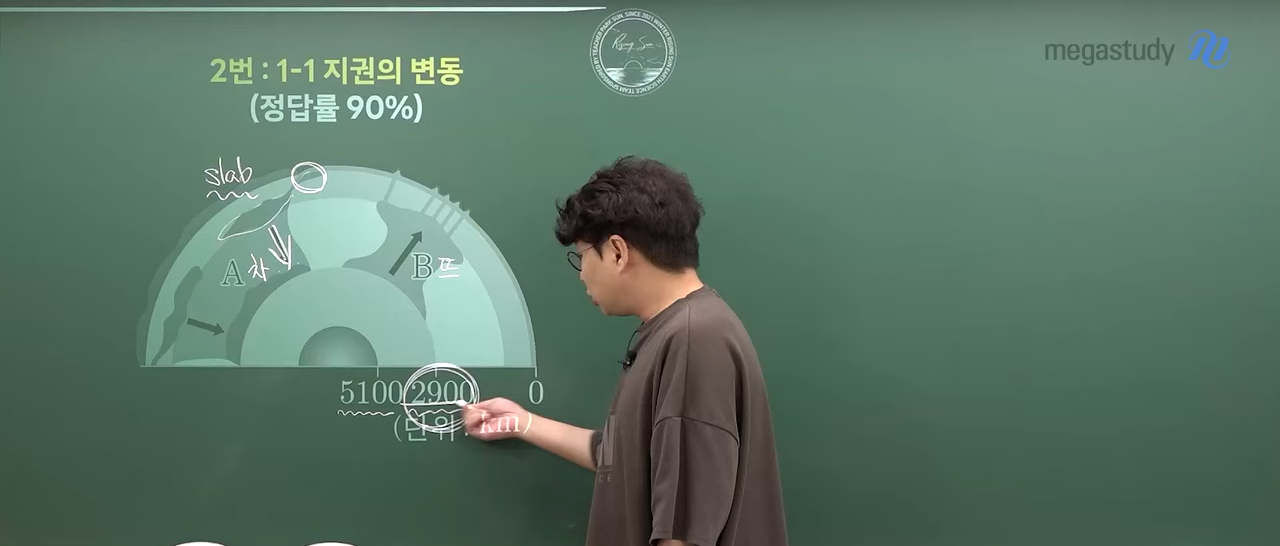 megastudy
2번 : 1-1 지권의 변동
(정답률 90%)
slab
A 차
B 뜨
5100 2900 0
(단위 : km)